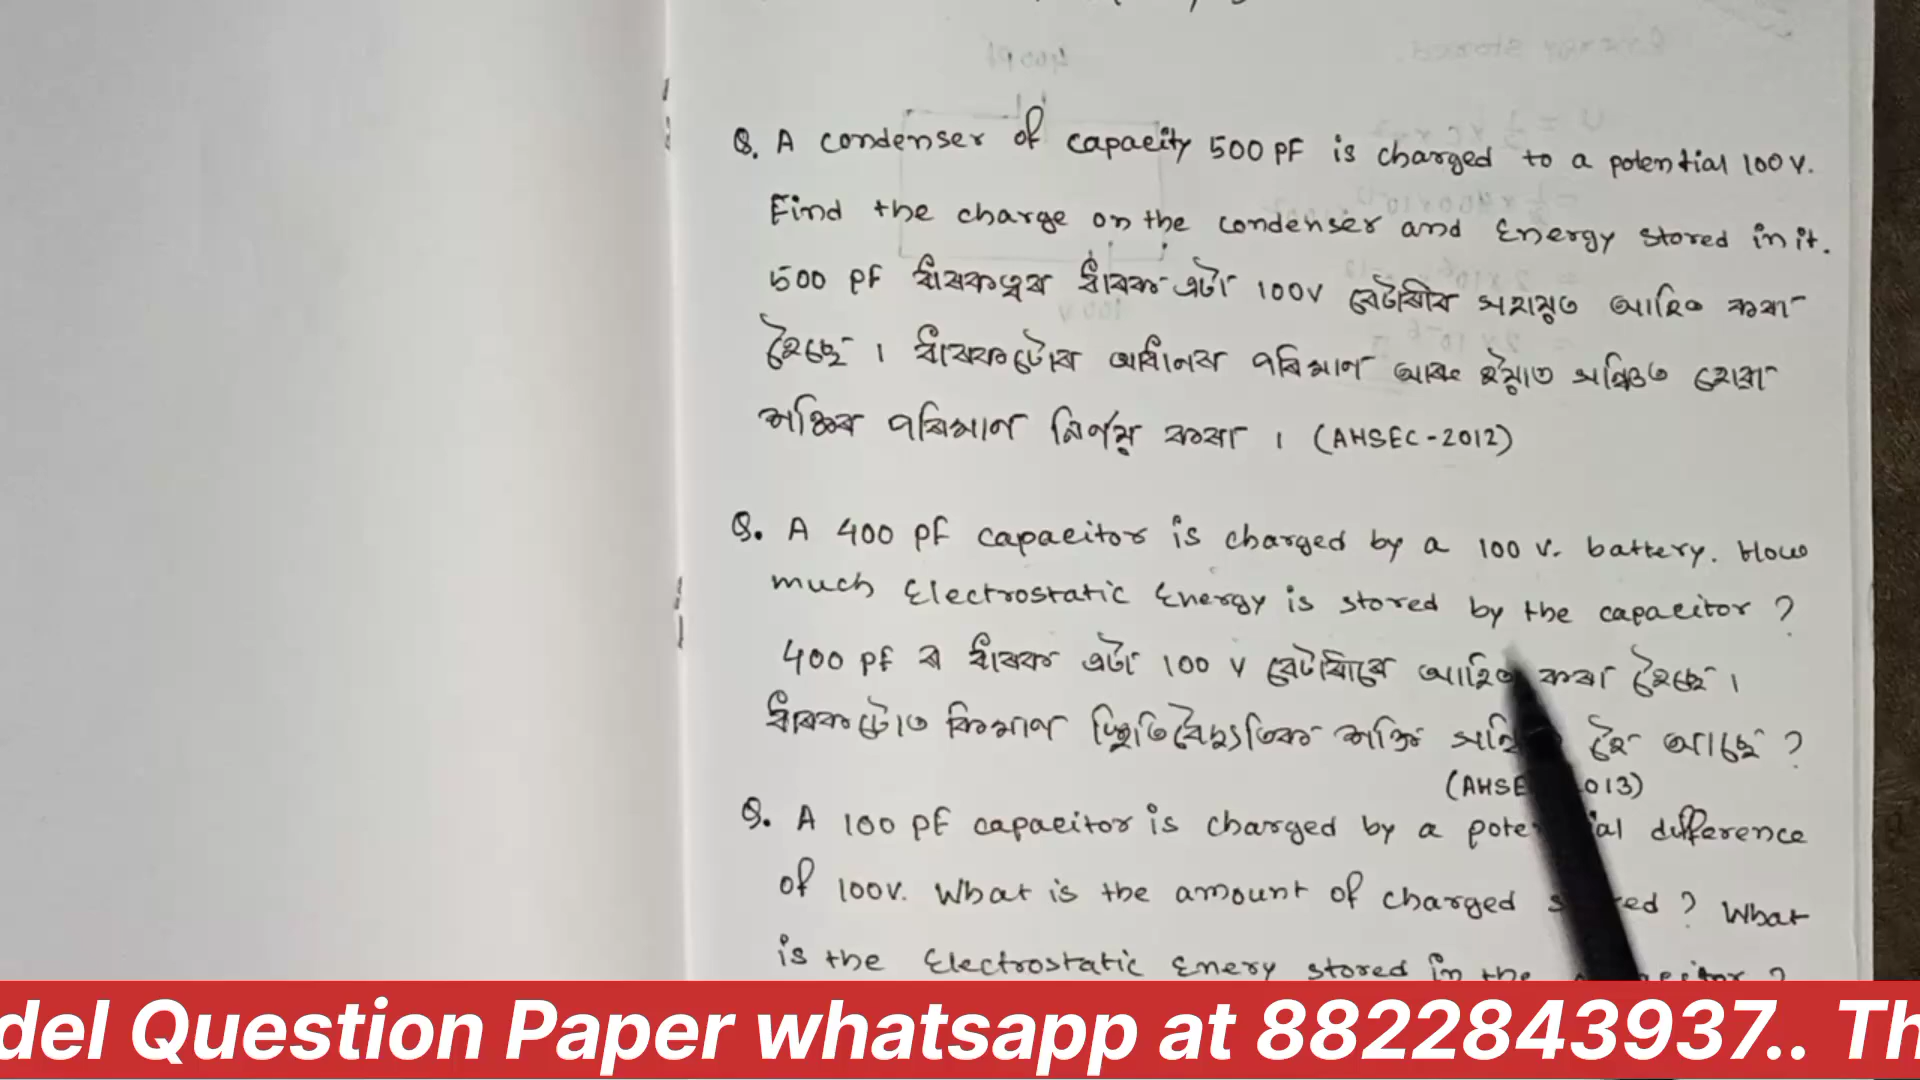 Q. A condenser of capacity 500 PF is charged to a potential 100 V.
Find the charge on the condenser and Energy stored in it.
500 PF ধাৰকত্বৰ ধাৰক এটা 100V বেটাৰীৰ সহায়ত আহিত কৰা
হৈছে। ধাৰকটোৰ আধানৰ পৰিমাণ আৰু ইয়াত সঞ্চিত হোৱা
শক্তিৰ পৰিমাণ নিৰ্ণয় কৰা। (AHSEC-2012)
Q. A 400 PF capacitor is charged by a 100 V. battery. How
much Electrostatic Energy is stored by the capacitor?
400 PF ৰ ধাৰক এটা 100 V বেটাৰিৰে আহিত কৰা হৈছে।
ধাৰকটোত কিমাণ স্থিতিবৈদ্যুতিক শক্তি হৈ আছে?
(AHSE 013)
Q. A 100 PF capacitor is charged by a difference
of 100V. What is the amount of charged ? What
is the Electrostatic Enery stored in the
del Question Paper whatsapp at 8822843937.. Th